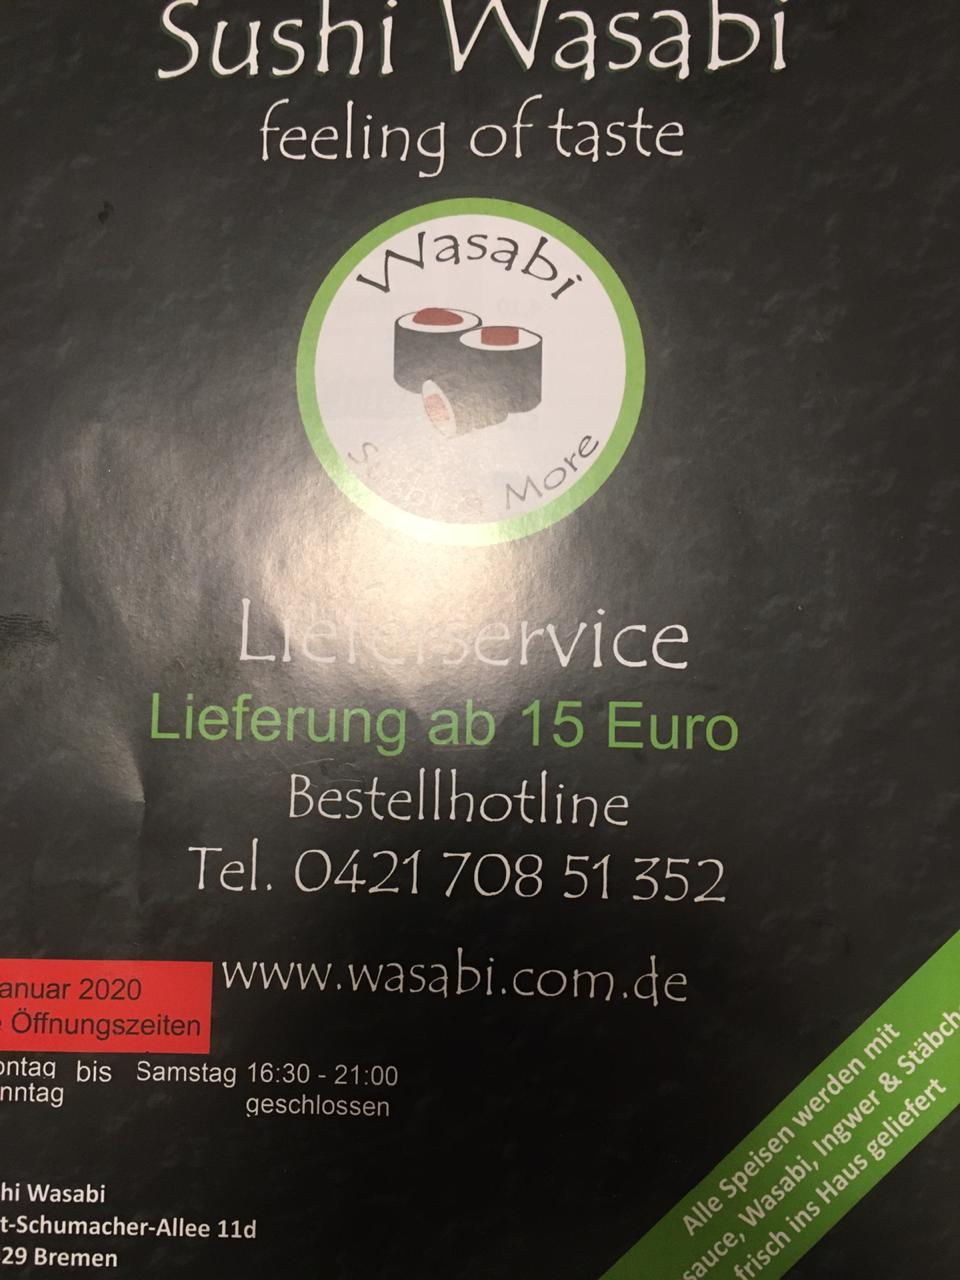 Sushi Wasabi
feeling of taste
Wasabi
More
Lieferservice
Lieferung ab 15 Euro
Bestellhotline
Tel. 0421 708 51 352
www.wasabi.com.de
anuar 2020
Öffnungszeiten
ontag bis Samstag 16:30 - 21:00
nntag geschlossen
hi Wasabi
t-Schumacher-Allee 11d
29 Bremen
Alle Speisen werden mit
sauce, Wasabi, Ingwer & Stäbch
frisch ins Haus geliefert